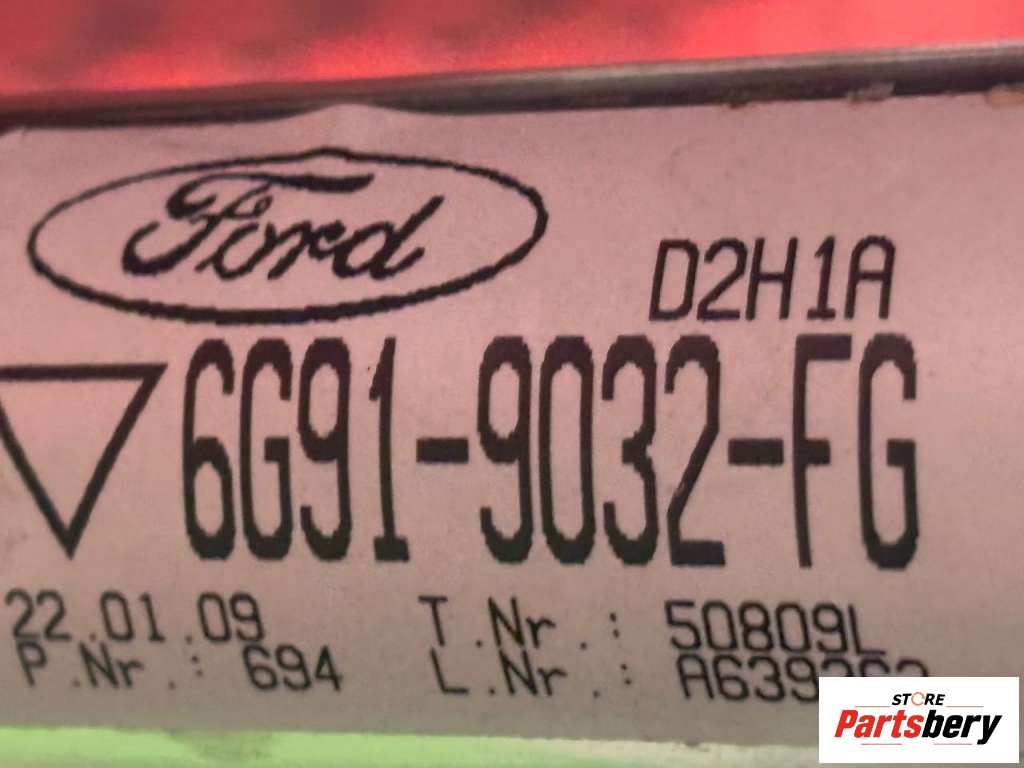 Ford
D2H1A
6G91-9032-FG
22.01.09 T.Nr.: 50809L
P.Nr.: 694 L.Nr.:
STORE
Partsbery